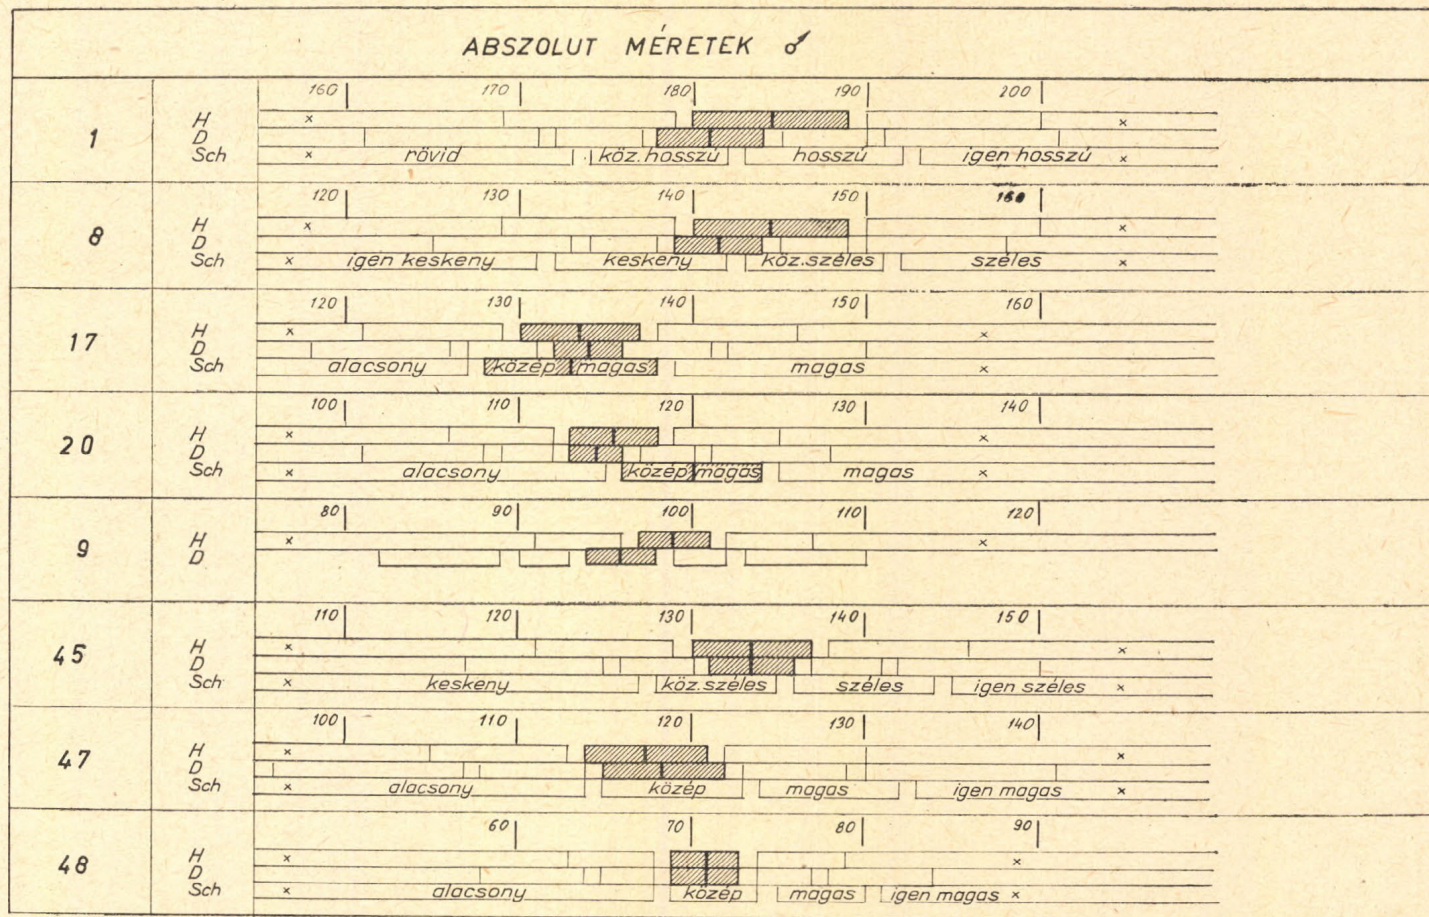 ABSZOLUT MÉRETEK ♂
160 170 180 190 200
1 H × ×
D
Sch × rövid köz. hosszú hosszú igen hosszú ×
120 130 140 150 160
8 H × ×
D
Sch × igen keskeny keskeny köz.széles széles ×
120 130 140 150 160
17 H × ×
D
Sch alacsony közép magas magas ×
100 110 120 130 140
20 H × ×
D
Sch × alacsony közép magas magas ×
80 90 100 110 120
9 H × ×
D
110 120 130 140 150
45 H × ×
D
Sch × keskeny köz.széles széles igen széles ×
100 110 120 130 140
47 H × ×
D
Sch × alacsony közép magas igen magas ×
60 70 80 90
48 H × ×
D
Sch × alacsony közép magas igen magas ×